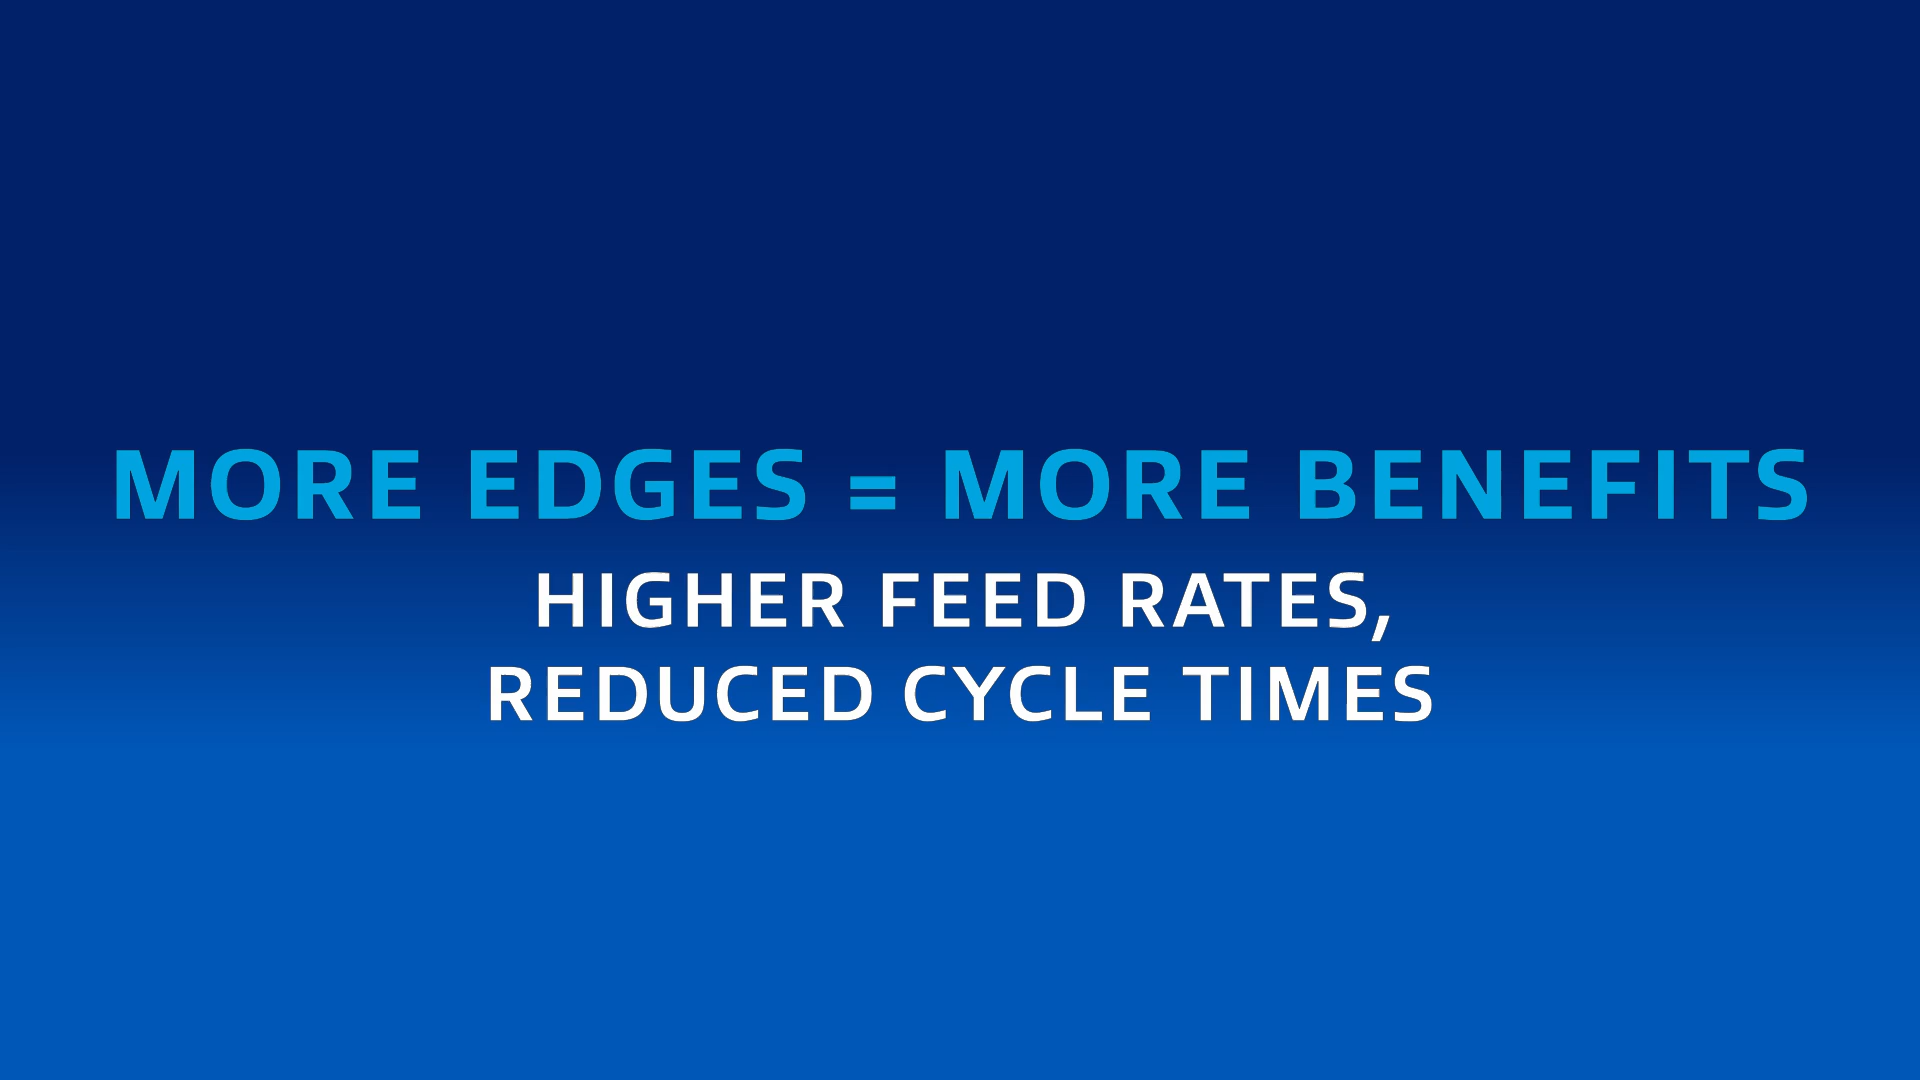 MORE EDGES = MORE BENEFITS
HIGHER FEED RATES,
REDUCED CYCLE TIMES